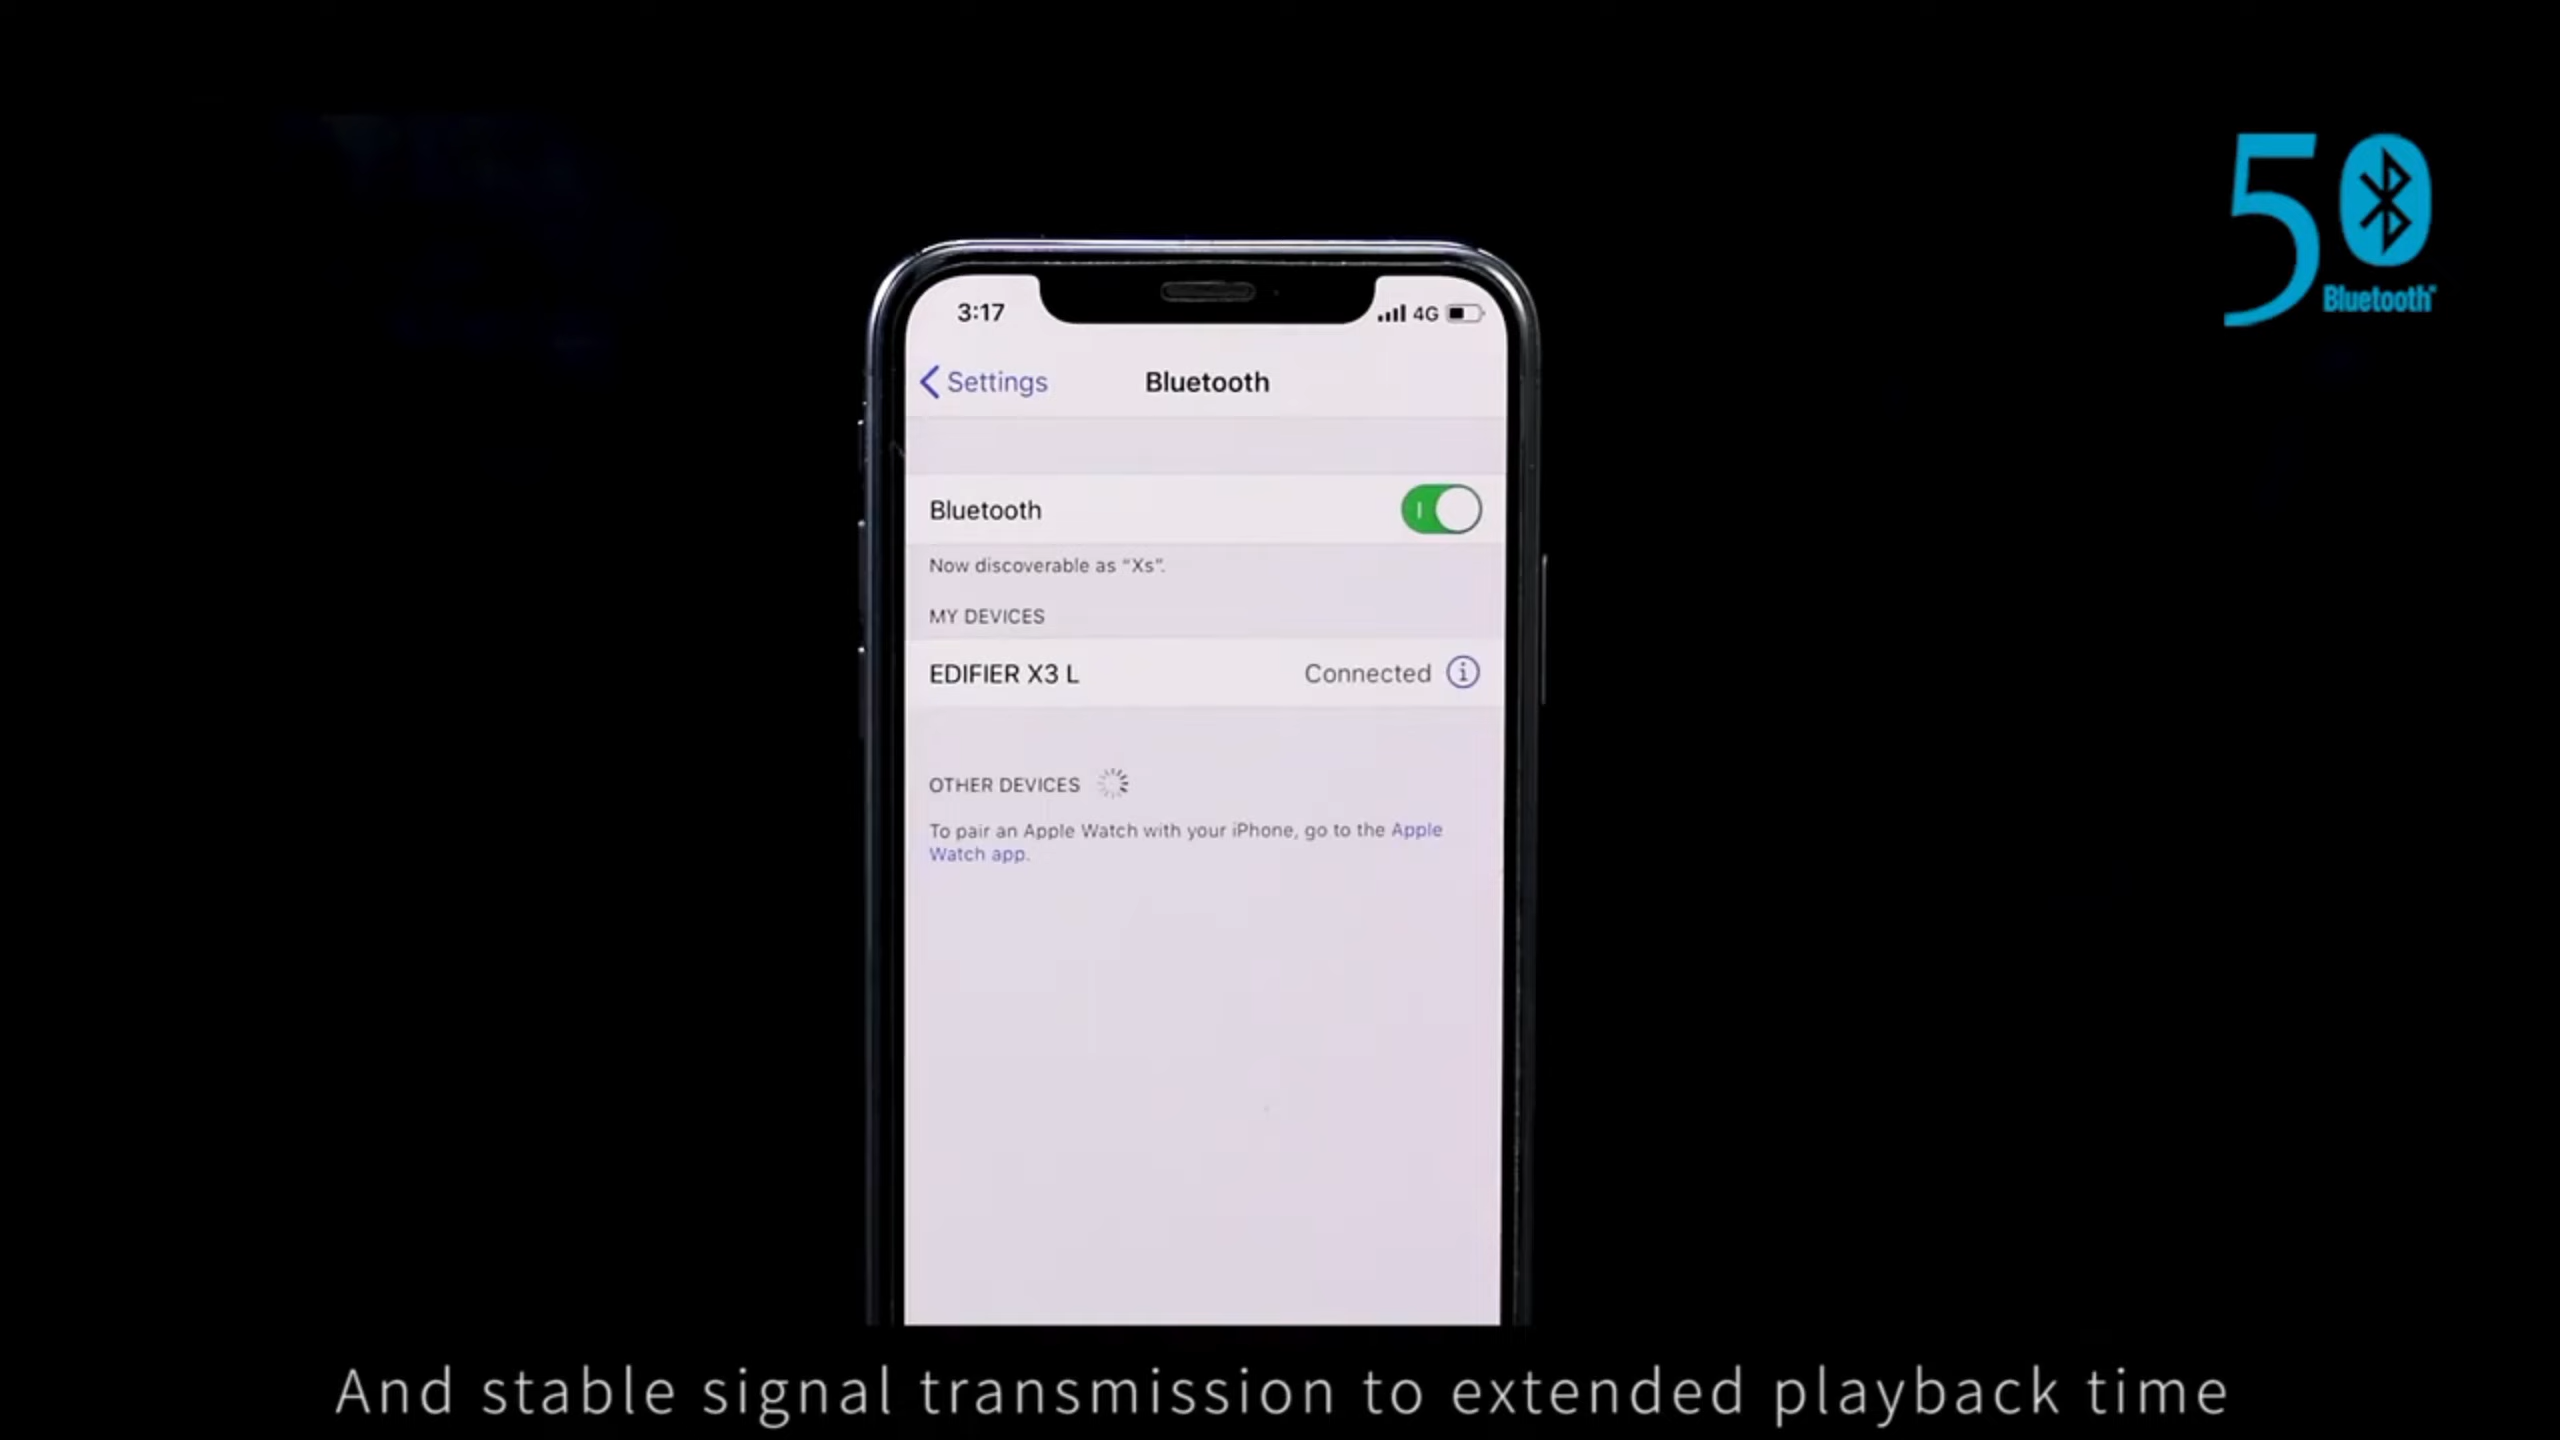 50
Bluetooth
3:17
4G
Settings
Bluetooth
Bluetooth
Now discoverable as “Xs”.
MY DEVICES
EDIFIER X3 L
Connected
OTHER DEVICES
To pair an Apple Watch with your iPhone, go to the Apple
Watch app.
And stable signal transmission to extended playback time